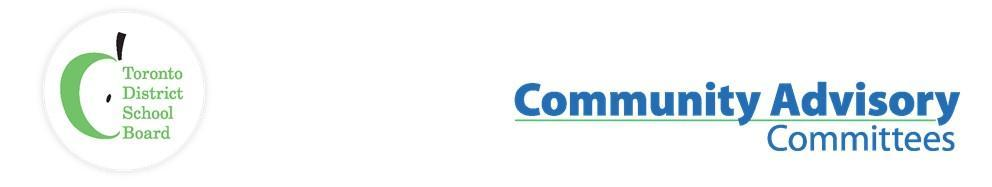 Toronto
District
School
Board
Community Advisory
Committees